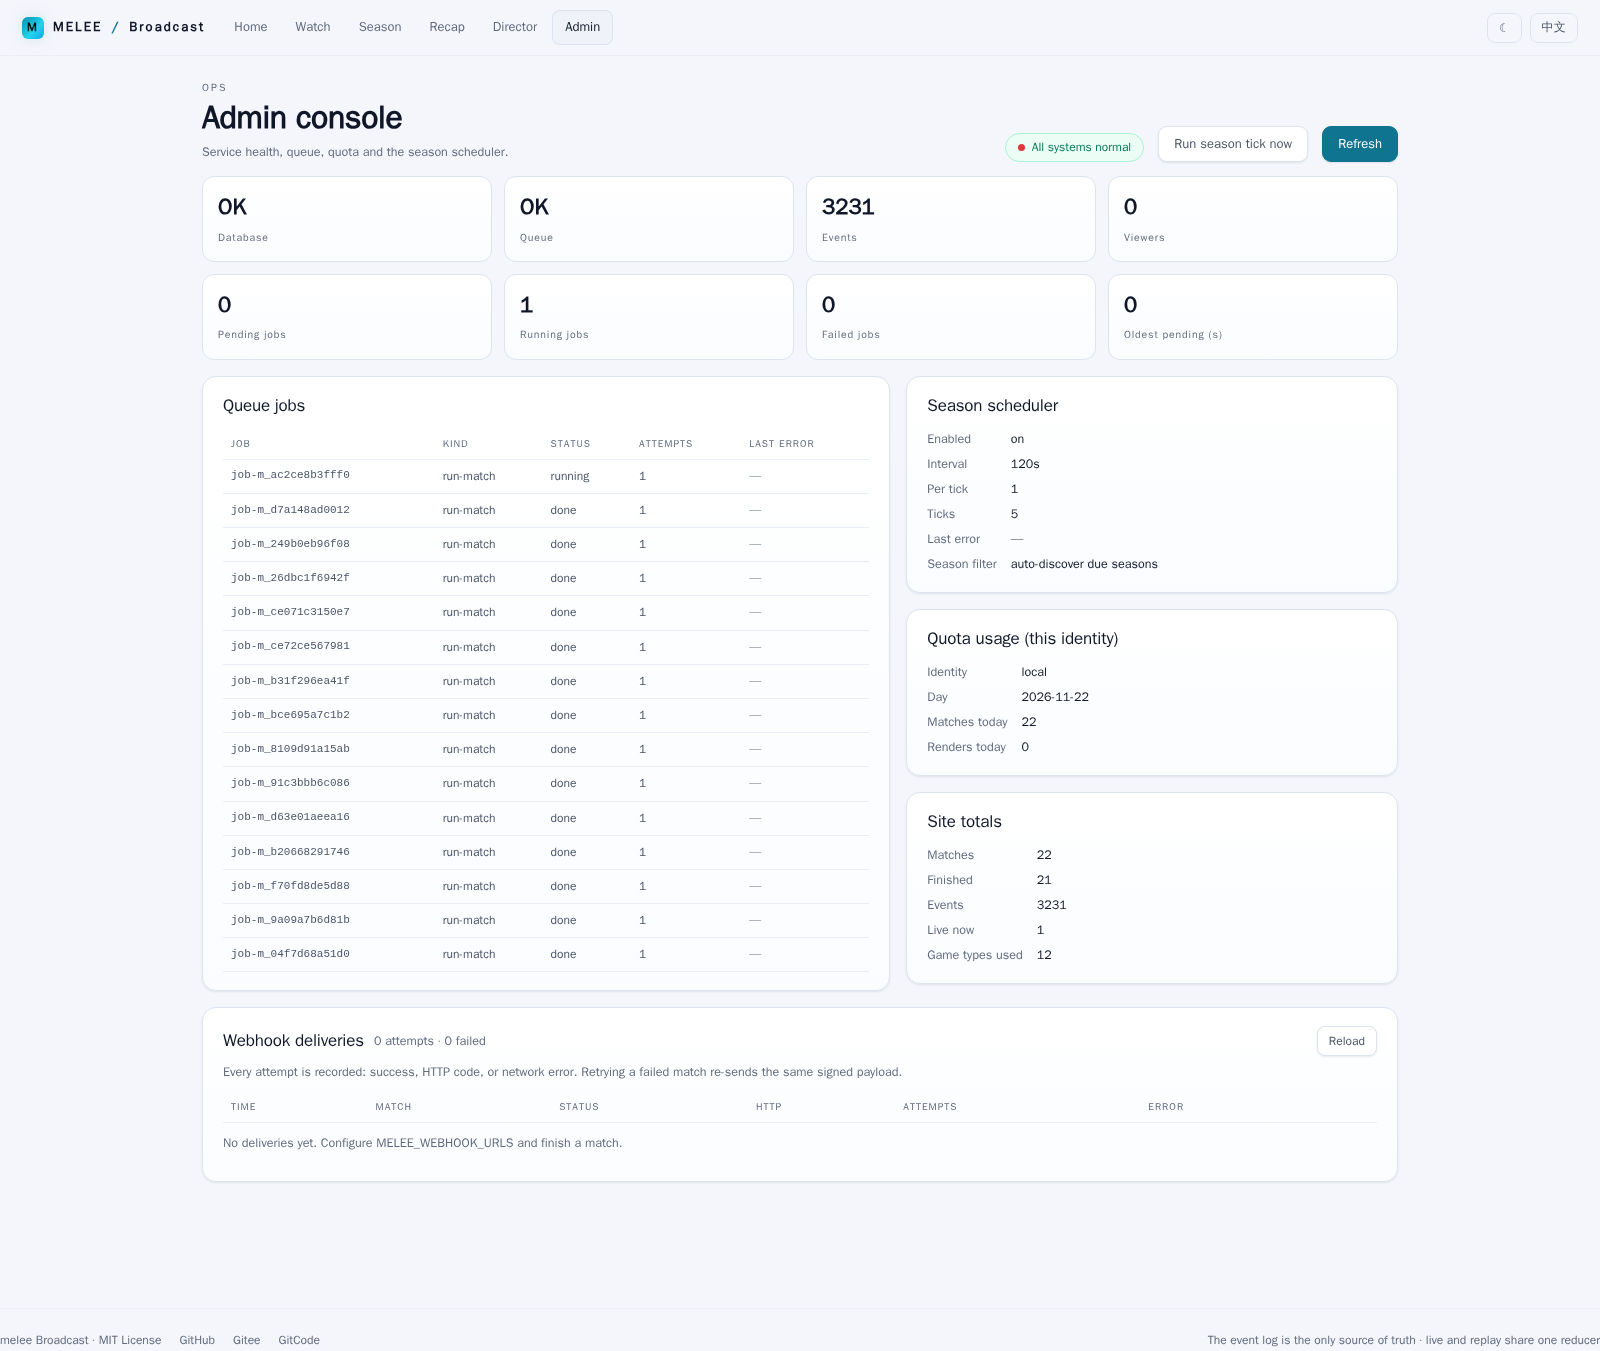 M MELEE / Broadcast Home Watch Season Recap Director Admin ☾ 中文
OPS
Admin console
Service health, queue, quota and the season scheduler.
All systems normal Run season tick now Refresh
OK OK 3231 0
Database Queue Events Viewers
0 1 0 0
Pending jobs Running jobs Failed jobs Oldest pending (s)
Queue jobs
JOB KIND STATUS ATTEMPTS LAST ERROR
job-m_ac2ce8b3fff0 run-match running 1 —
job-m_d7a148ad0012 run-match done 1 —
job-m_249b0eb96f08 run-match done 1 —
job-m_26dbc1f6942f run-match done 1 —
job-m_ce071c3150e7 run-match done 1 —
job-m_ce72ce567981 run-match done 1 —
job-m_b31f296ea41f run-match done 1 —
job-m_bce695a7c1b2 run-match done 1 —
job-m_8109d91a15ab run-match done 1 —
job-m_91c3bbb6c086 run-match done 1 —
job-m_d63e01aeea16 run-match done 1 —
job-m_b20668291746 run-match done 1 —
job-m_f70fd8de5d88 run-match done 1 —
job-m_9a09a7b6d81b run-match done 1 —
job-m_04f7d68a51d0 run-match done 1 —
Season scheduler
Enabled on
Interval 120s
Per tick 1
Ticks 5
Last error —
Season filter auto-discover due seasons
Quota usage (this identity)
Identity local
Day 2026-11-22
Matches today 22
Renders today 0
Site totals
Matches 22
Finished 21
Events 3231
Live now 1
Game types used 12
Webhook deliveries 0 attempts · 0 failed Reload
Every attempt is recorded: success, HTTP code, or network error. Retrying a failed match re-sends the same signed payload.
TIME MATCH STATUS HTTP ATTEMPTS ERROR
No deliveries yet. Configure MELEE_WEBHOOK_URLS and finish a match.
melee Broadcast · MIT License GitHub Gitee GitCode The event log is the only source of truth · live and replay share one reducer